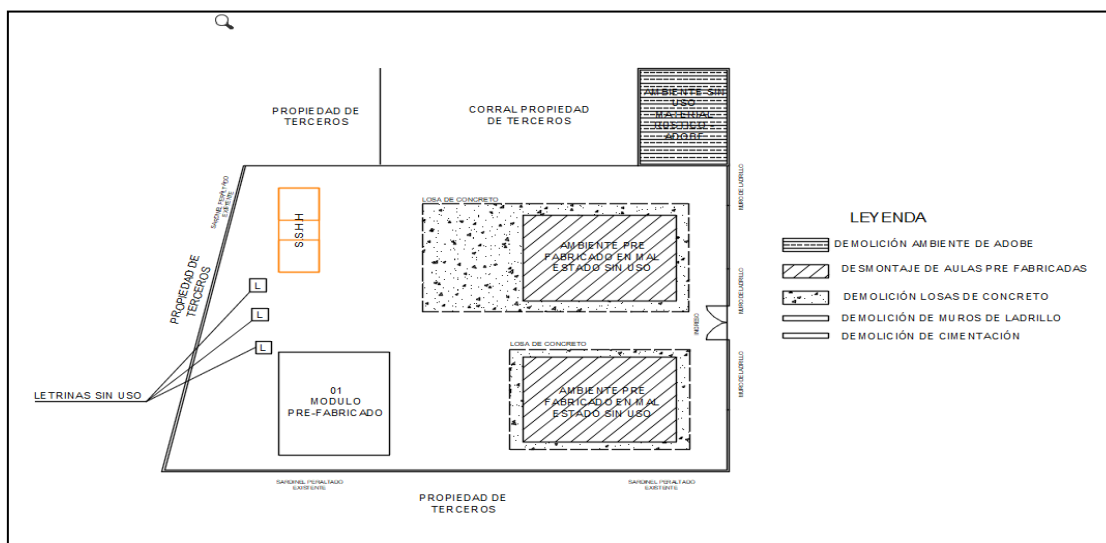 PROPIEDAD DE
TERCEROS
CORRAL PROPIEDAD
DE TERCEROS
AMBIENTE SIN
USO
MATERIAL
RUSTICO -
ADOBE
SARDINEL PERALTADO
EXISTENTE
S.S.H.H
LOSA DE CONCRETO
AMBIENTE PRE
FABRICADO EN MAL
ESTADO SIN USO
MURO DE LADRILLO
MURO DE LADRILLO
MURO DE LADRILLO
INGRESO
PROPIEDAD DE
TERCEROS
L
L
L
LETRINAS SIN USO
01
MODULO
PRE-FABRICADO
LOSA DE CONCRETO
AMBIENTE PRE
FABRICADO EN MAL
ESTADO SIN USO
SARDINEL PERALTADO
EXISTENTE
SARDINEL PERALTADO
EXISTENTE
PROPIEDAD DE
TERCEROS
LEYENDA
DEMOLICIÓN AMBIENTE DE ADOBE
DESMONTAJE DE AULAS PRE FABRICADAS
DEMOLICIÓN LOSAS DE CONCRETO
DEMOLICIÓN DE MUROS DE LADRILLO
DEMOLICIÓN DE CIMENTACIÓN